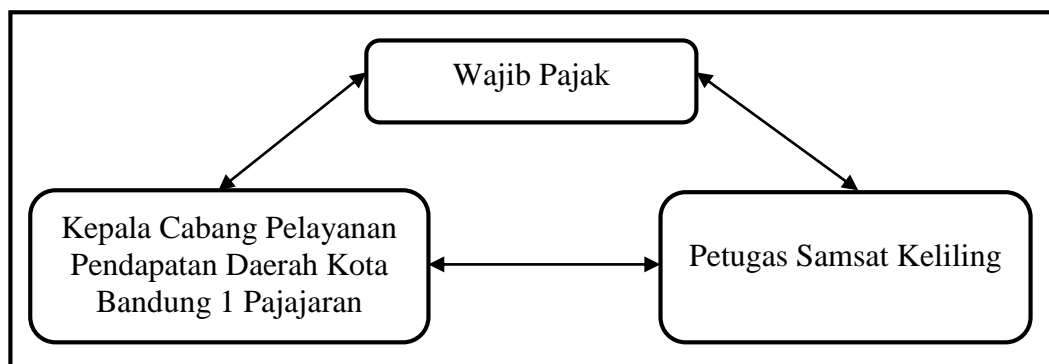 Wajib Pajak
Kepala Cabang Pelayanan
Pendapatan Daerah Kota
Bandung 1 Pajajaran
Petugas Samsat Keliling